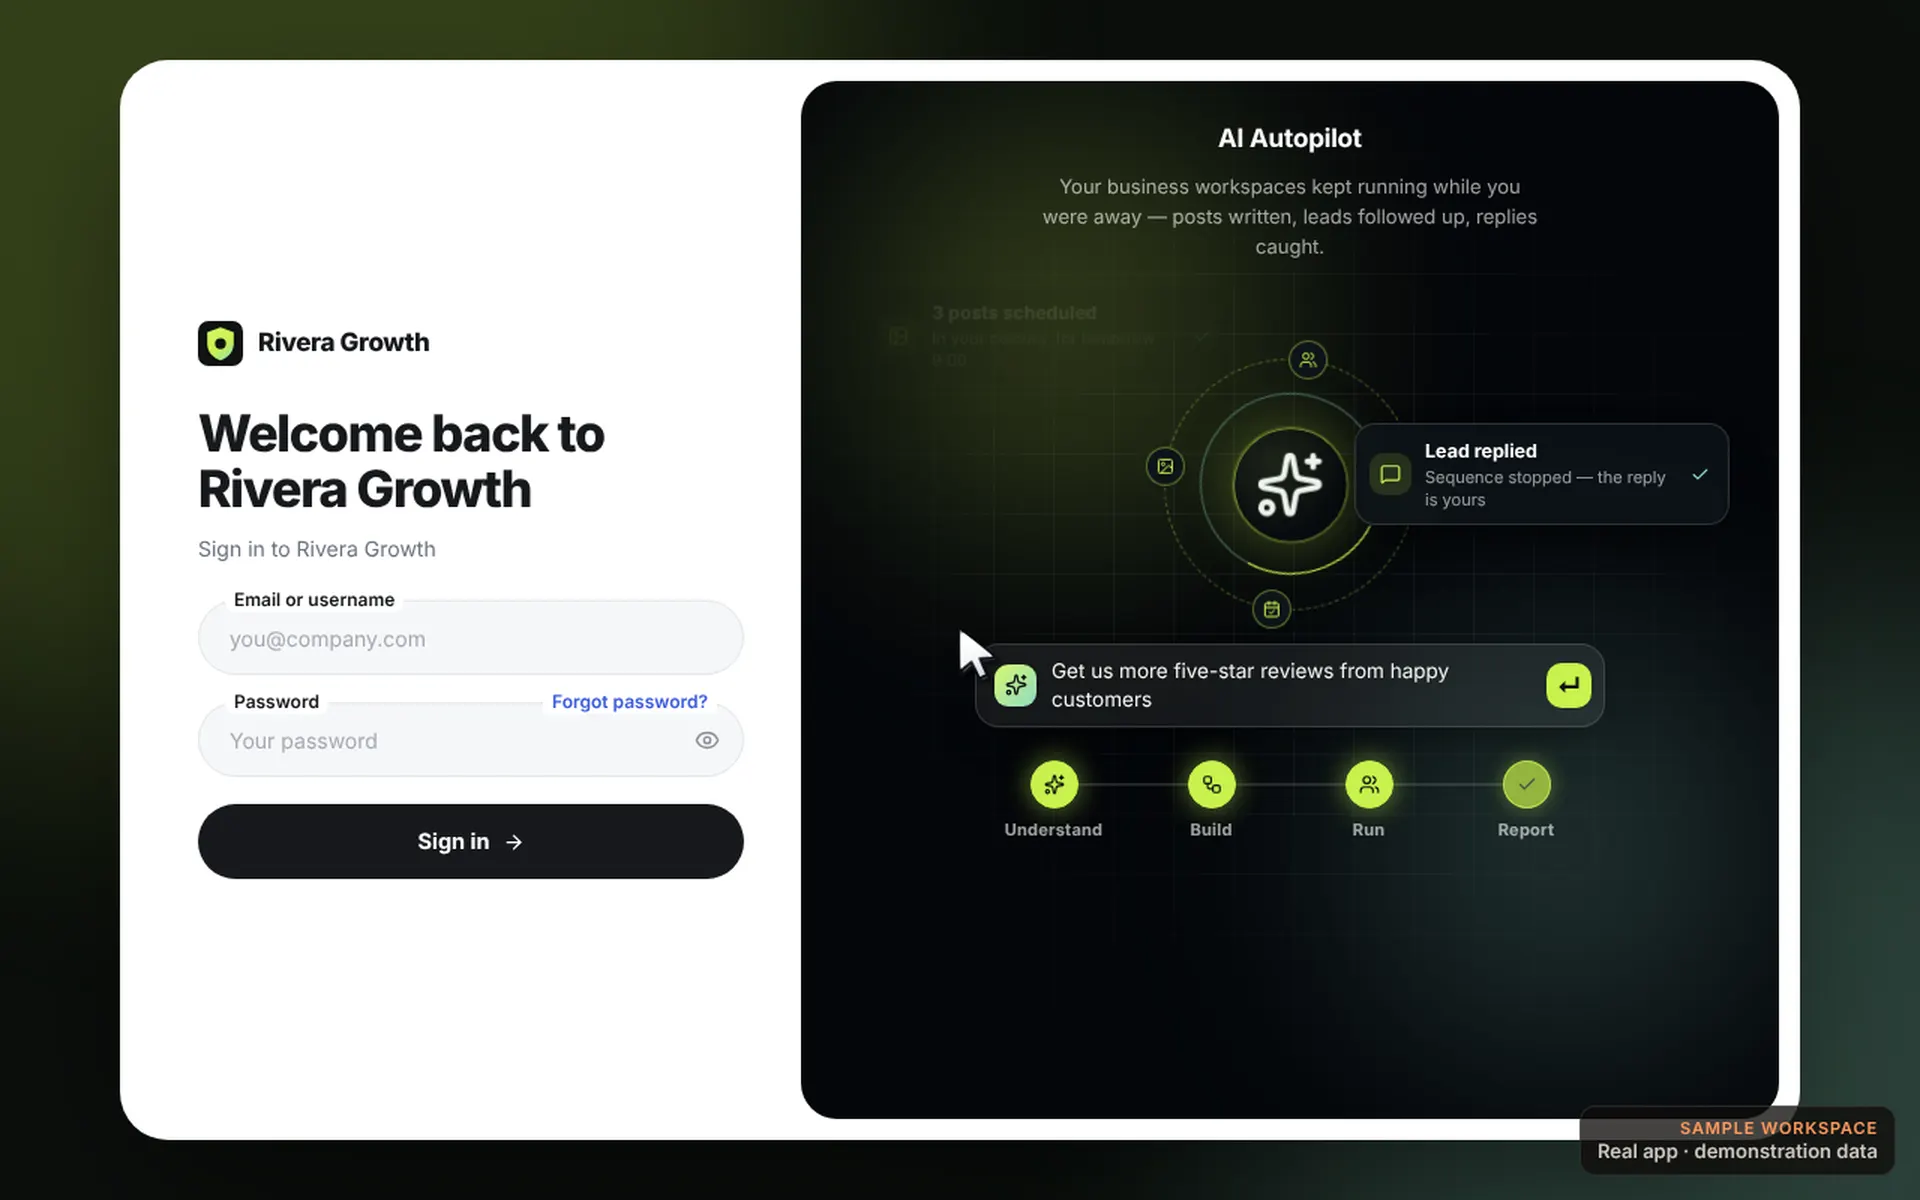 Rivera Growth
Welcome back to
Rivera Growth
Sign in to Rivera Growth
Email or username
you@company.com
Password
Forgot password?
Your password
Sign in
AI Autopilot
Your business workspaces kept running while you
were away — posts written, leads followed up, replies
caught.
3 posts scheduled
9:00
Lead replied
Sequence stopped — the reply
is yours
Get us more five-star reviews from happy
customers
Understand
Build
Run
Report
SAMPLE WORKSPACE
Real app · demonstration data